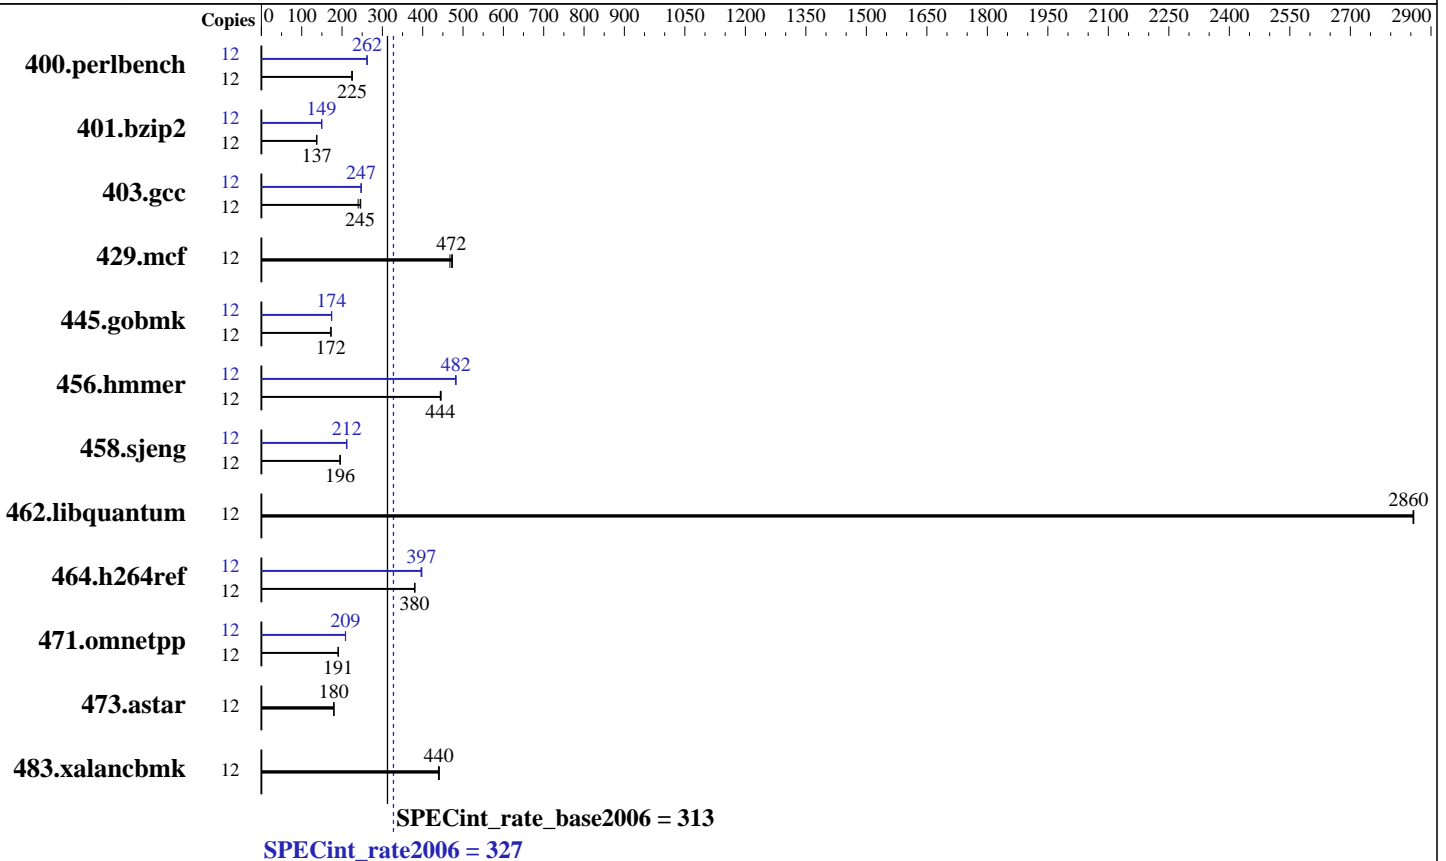 Copies 0 100 200 300 400 500 600 700 800 900 1050 1200 1350 1500 1650 1800 1950 2100 2250 2400 2550 2700 2900
400.perlbench 12 262
12 225
401.bzip2 12 149
12 137
403.gcc 12 247
12 245
429.mcf 12 472
445.gobmk 12 174
12 172
456.hmmer 12 482
12 444
458.sjeng 12 212
12 196
462.libquantum 12 2860
464.h264ref 12 397
12 380
471.omnetpp 12 209
12 191
473.astar 12 180
483.xalancbmk 12 440
SPECint_rate_base2006 = 313
SPECint_rate2006 = 327